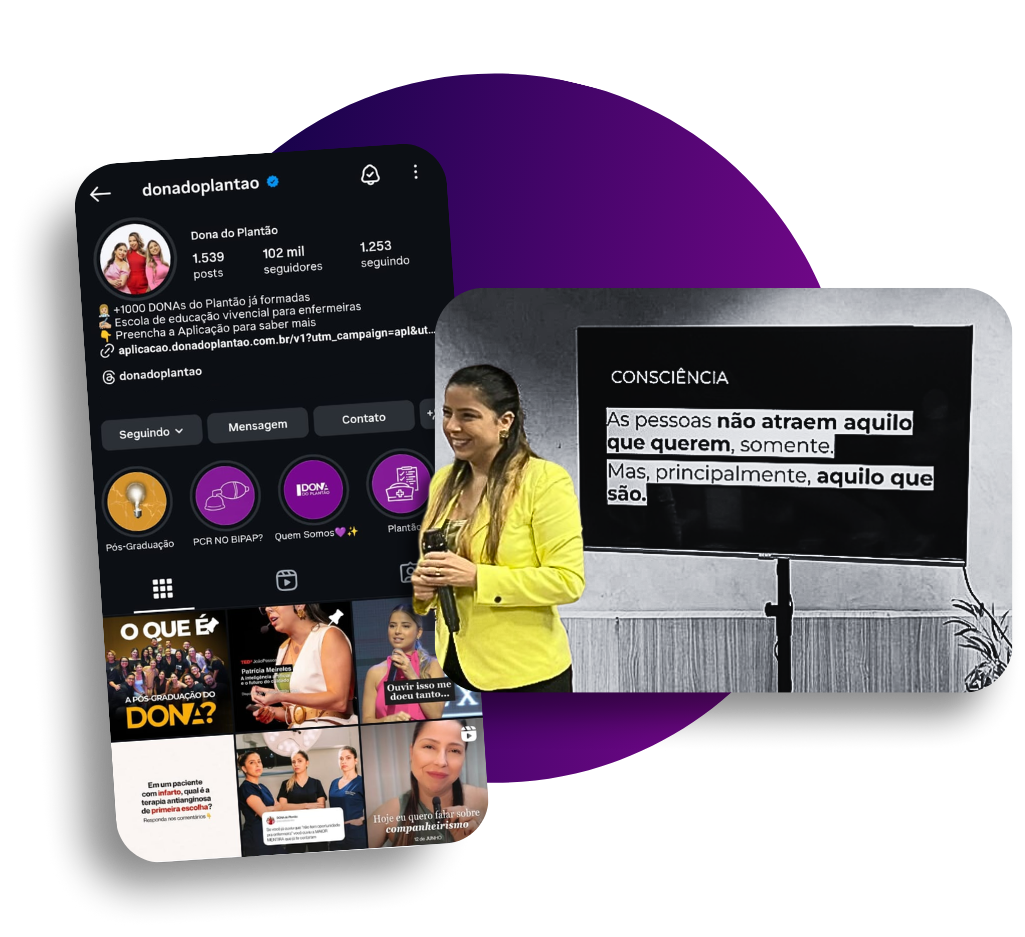 donadoplantao
Dona do Plantão
1.539
posts
102 mil
seguidores
1.253
seguindo
+1000 DONAs do Plantão já formadas
Escola de educação vivencial para enfermeiras
Preencha a Aplicação para saber mais
aplicacao.donadoplantao.com.br/v1?utm_campaign=apl&ut...
donadoplantao
Seguindo
Mensagem
Contato
DONA
DO PLANTÃO
Pós-Graduação
PCR NO BIPAP?
Quem Somos💜✨
Plantão
O QUE É
A PÓS-GRADUAÇÃO DO
DONA?
Patrícia Meireles
Ouvir isso me
doeu tanto...
Em um paciente
com infarto, qual é a
terapia antianginosa
de primeira escolha?
Responda nos comentários
Hoje eu quero falar sobre
companheirismo
12 de JUNHO
CONSCIÊNCIA
As pessoas não atraem aquilo
que querem, somente.
Mas, principalmente, aquilo que
são.